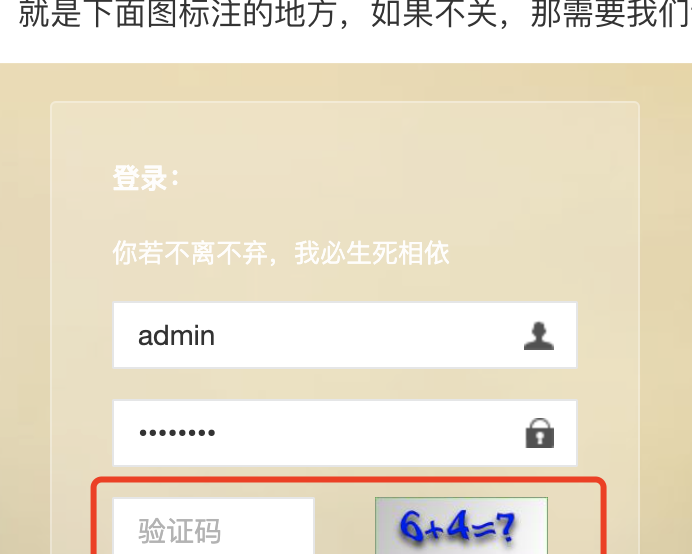 就是下面图标注的地方，如果不关，那需要我们
登录：
你若不离不弃，我必生死相依
admin
••••••••
验证码
6+4=?